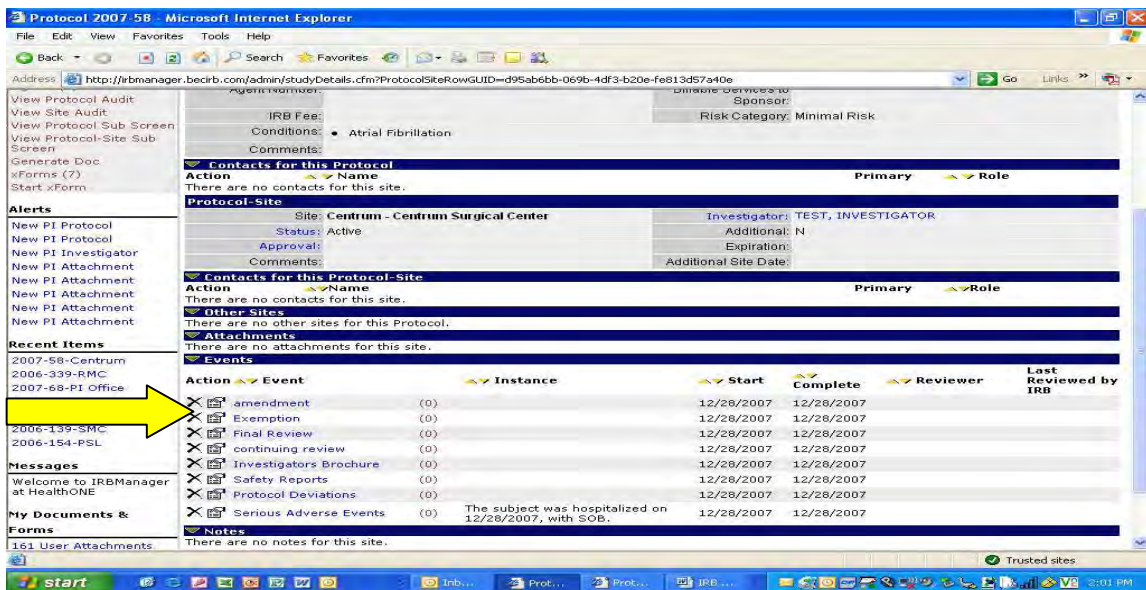 Protocol 2007-58 - Microsoft Internet Explorer
File Edit View Favorites Tools Help
Back Search Favorites
Address http://irbmanager.becirb.com/admin/studyDetails.cfm?ProtocolSiteRowGUID=d95ab6bb-069b-4df3-b20e-fe813d57a40e Go Links »
View Protocol Audit
View Site Audit
View Protocol Sub Screen
View Protocol-Site Sub Screen
Generate Doc
xForms (7)
Start xForm
Alerts
New PI Protocol
New PI Protocol
New PI Investigator
New PI Attachment
New PI Attachment
New PI Attachment
New PI Attachment
New PI Attachment
Recent Items
2007-58-Centrum
2006-339-RMC
2007-68-PI Office
2006-139-SMC
2006-154-PSL
Messages
Welcome to IRBManager
at HealthONE
My Documents &
Forms
161 User Attachments
Agent Number: Billable Services to
Sponsor:
IRB Fee: Risk Category: Minimal Risk
Conditions: • Atrial Fibrillation
Comments:
Contacts for this Protocol
Action Name Primary Role
There are no contacts for this site.
Protocol-Site
Site: Centrum - Centrum Surgical Center Investigator: TEST, INVESTIGATOR
Status: Active Additional: N
Approval: Expiration:
Comments: Additional Site Date:
Contacts for this Protocol-Site
Action Name Primary Role
There are no contacts for this site.
Other Sites
There are no other sites for this Protocol.
Attachments
There are no attachments for this site.
Events
Action Event Instance Start Complete Reviewer Last Reviewed by IRB
amendment (0) 12/28/2007 12/28/2007
Exemption (0) 12/28/2007 12/28/2007
Final Review (0) 12/28/2007 12/28/2007
continuing review (0) 12/28/2007 12/28/2007
Investigators Brochure (0) 12/28/2007 12/28/2007
Safety Reports (0) 12/28/2007 12/28/2007
Protocol Deviations (0) 12/28/2007 12/28/2007
Serious Adverse Events (0) The subject was hospitalized on 12/28/2007, with SOB. 12/28/2007 12/28/2007
Notes
There are no notes for this site.
Trusted sites
start Inb... Prot... Prot... IRB ... 2:01 PM